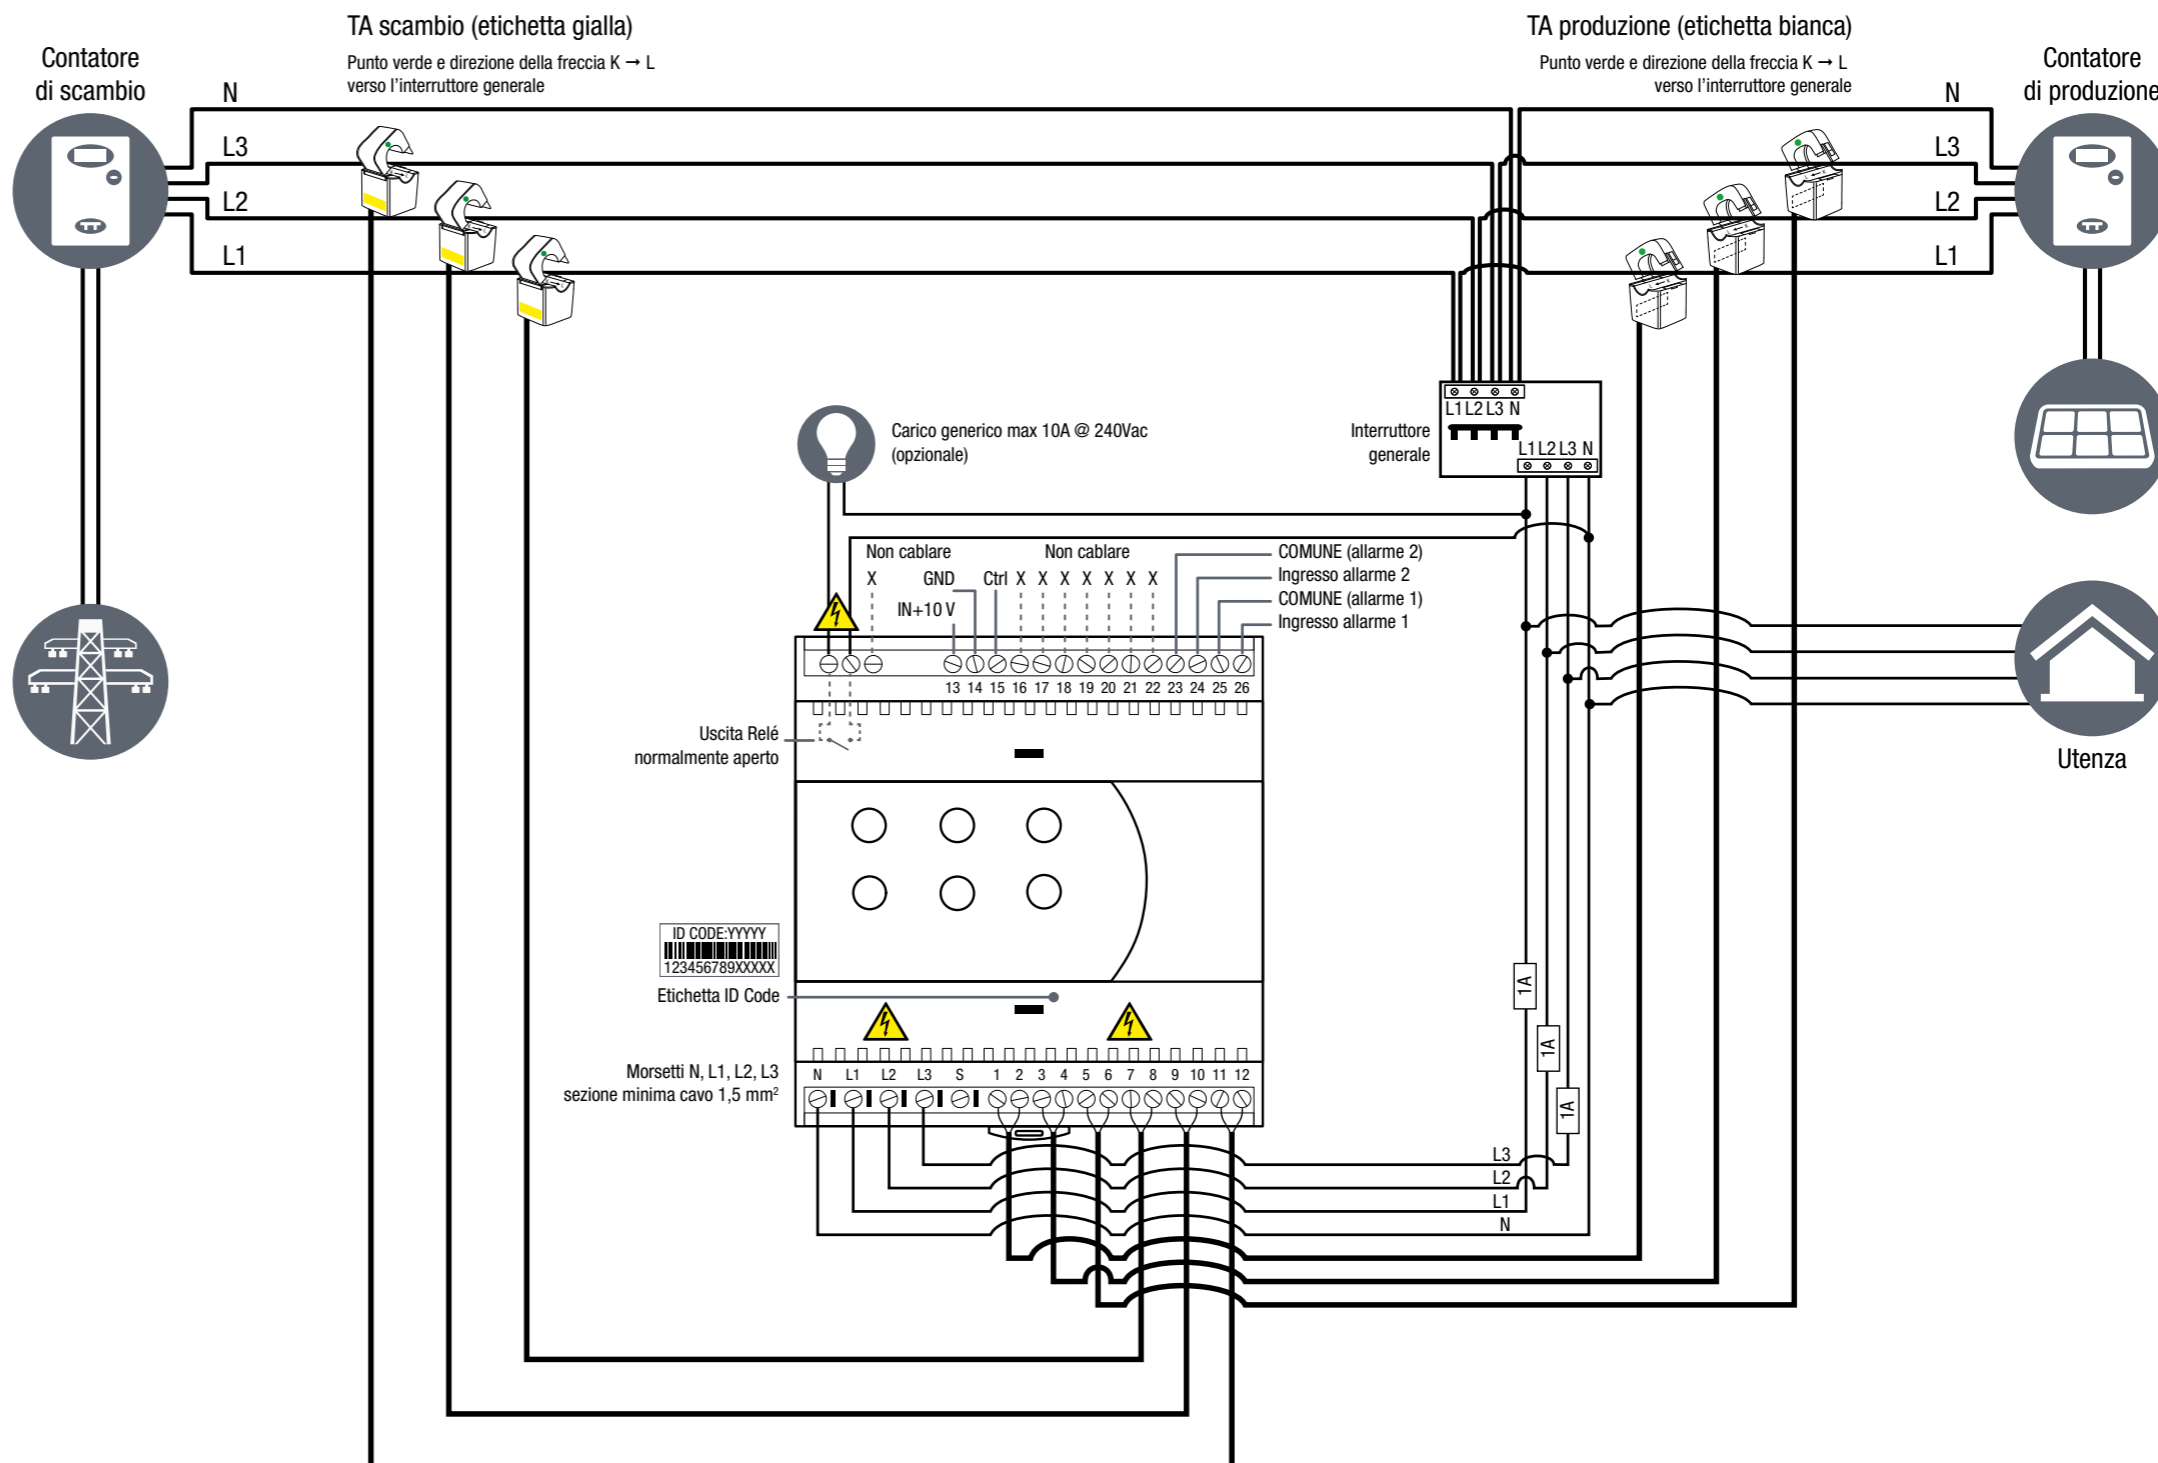 TA scambio (etichetta gialla)
Punto verde e direzione della freccia K → L
verso l'interruttore generale
TA produzione (etichetta bianca)
Punto verde e direzione della freccia K → L
verso l'interruttore generale
Contatore
di scambio
Contatore
di produzione
N
L3
L2
L1
N
L3
L2
L1
L1 L2 L3 N
Interruttore
generale
L1 L2 L3 N
Carico generico max 10A @ 240Vac
(opzionale)
Non cablare
X
GND
IN+10 V
Ctrl
Non cablare
X X X X X X X
COMUNE (allarme 2)
Ingresso allarme 2
COMUNE (allarme 1)
Ingresso allarme 1
13 14 15 16 17 18 19 20 21 22 23 24 25 26
Uscita Relé
normalmente aperto
Utenza
ID CODE:YYYYY
123456789XXXXX
Etichetta ID Code
1A
1A
1A
Morsetti N, L1, L2, L3
sezione minima cavo 1,5 mm²
N L1 L2 L3 S 1 2 3 4 5 6 7 8 9 10 11 12
L3
L2
L1
N